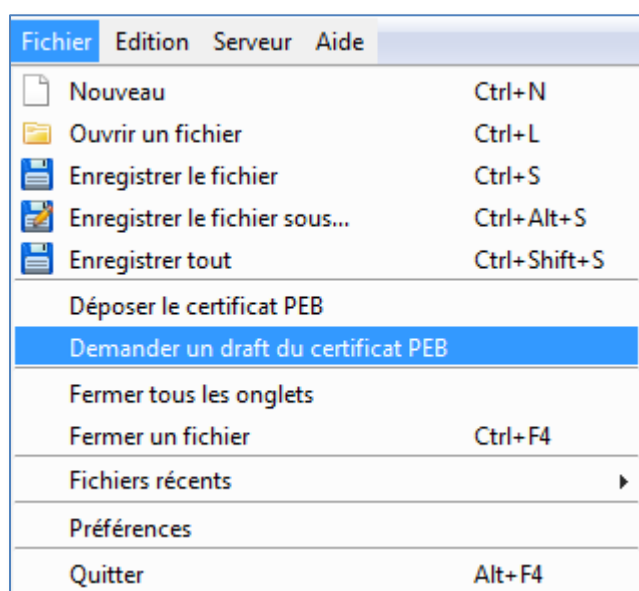 Fichier Edition Serveur Aide
Nouveau Ctrl+N
Ouvrir un fichier Ctrl+L
Enregistrer le fichier Ctrl+S
Enregistrer le fichier sous... Ctrl+Alt+S
Enregistrer tout Ctrl+Shift+S
Déposer le certificat PEB
Demander un draft du certificat PEB
Fermer tous les onglets
Fermer un fichier Ctrl+F4
Fichiers récents
Préférences
Quitter Alt+F4